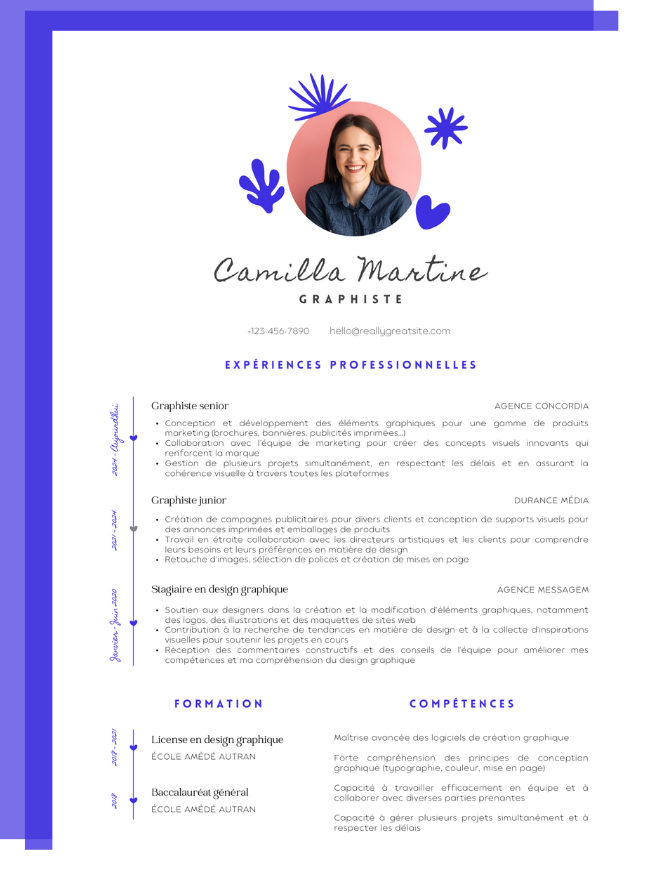 Camilla Martine
GRAPHISTE
+123-456-7890 hello@reallygreatsite.com
EXPÉRIENCES PROFESSIONNELLES
2024 - Aujourd'hui
Graphiste senior AGENCE CONCORDIA
• Conception et développement des éléments graphiques pour une gamme de produits
marketing (brochures, bannières, publicités imprimées...)
• Collaboration avec l'équipe de marketing pour créer des concepts visuels innovants qui
renforcent la marque
• Gestion de plusieurs projets simultanément, en respectant les délais et en assurant la
cohérence visuelle à travers toutes les plateformes
2021 - 2024
Graphiste junior DURANCE MÉDIA
• Création de campagnes publicitaires pour divers clients et conception de supports visuels pour
des annonces imprimées et emballages de produits
• Travail en étroite collaboration avec les directeurs artistiques et les clients pour comprendre
leurs besoins et leurs préférences en matière de design
• Retouche d'images, sélection de polices et création de mises en page
Janvier - Juin 2020
Stagiaire en design graphique AGENCE MESSAGEM
• Soutien aux designers dans la création et la modification d'éléments graphiques, notamment
des logos, des illustrations et des maquettes de sites web
• Contribution à la recherche de tendances en matière de design et à la collecte d'inspirations
visuelles pour soutenir les projets en cours
• Réception des commentaires constructifs et des conseils de l'équipe pour améliorer mes
compétences et ma compréhension du design graphique
FORMATION
2018 - 2021
License en design graphique
ÉCOLE AMÉDÉ AUTRAN
2018
Baccalauréat général
ÉCOLE AMÉDÉ AUTRAN
COMPÉTENCES
Maîtrise avancée des logiciels de création graphique
Forte compréhension des principes de conception
graphique (typographie, couleur, mise en page)
Capacité à travailler efficacement en équipe et à
collaborer avec diverses parties prenantes
Capacité à gérer plusieurs projets simultanément et à
respecter les délais